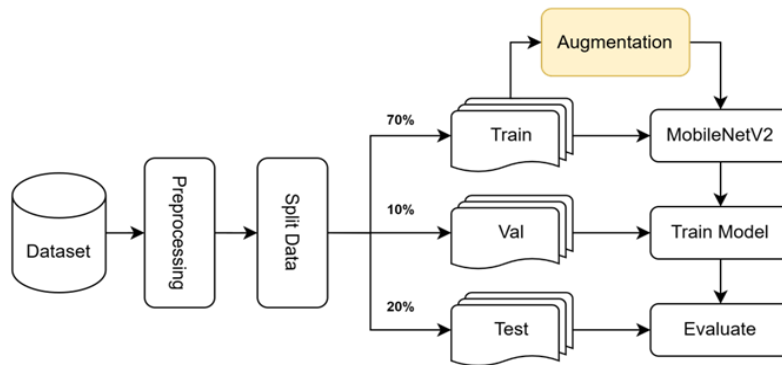 Augmentation
70%
Train
MobileNetV2
Dataset
Preprocessing
Split Data
10%
Val
Train Model
20%
Test
Evaluate